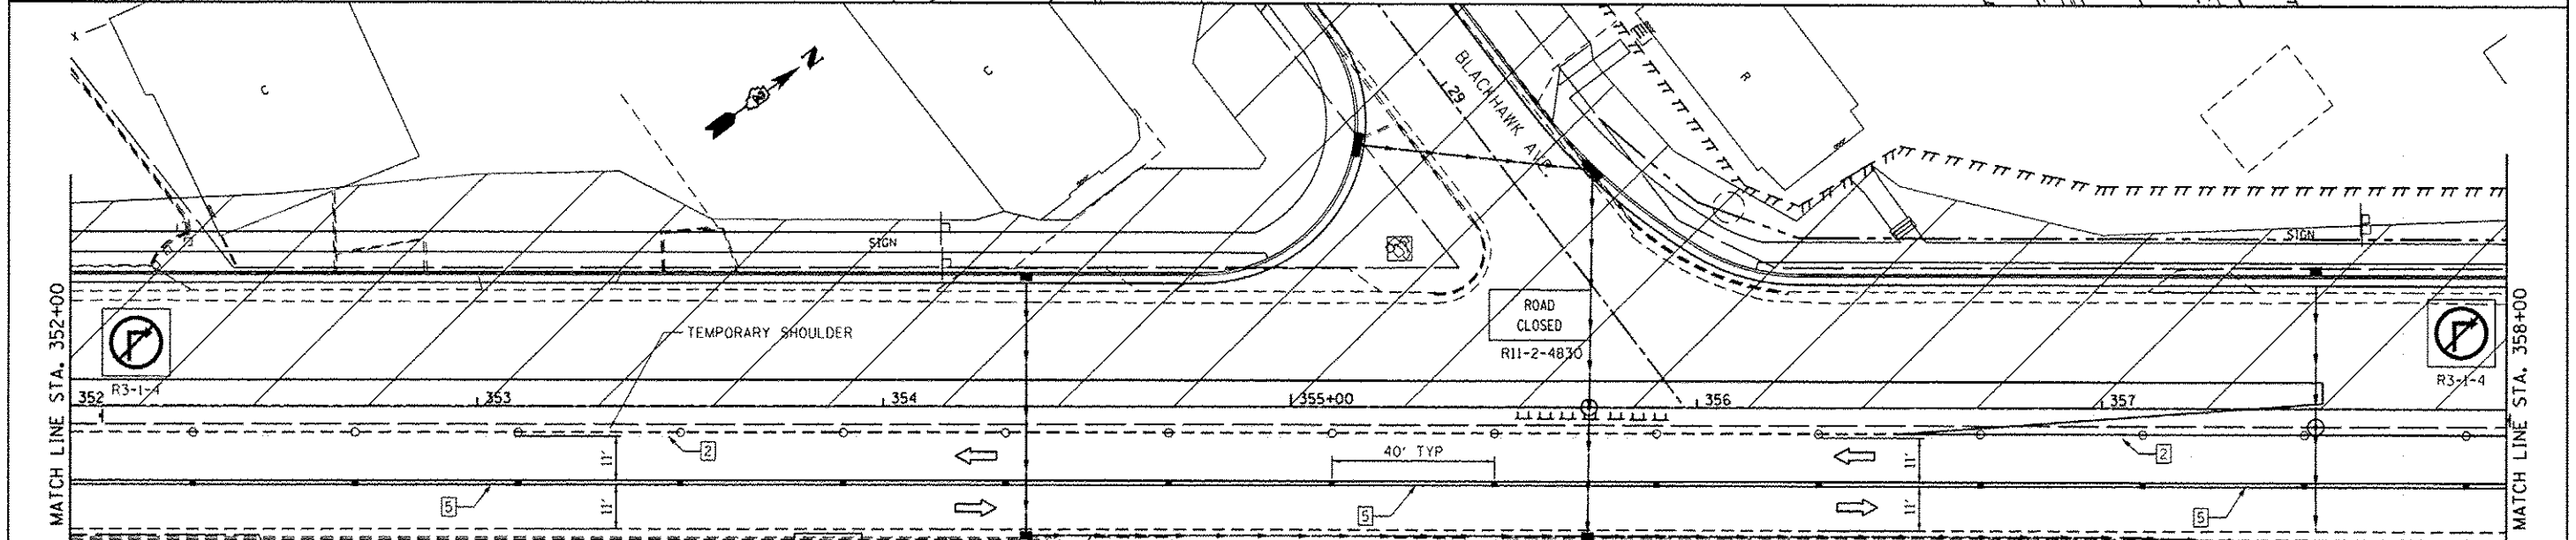 X
C
N
C
BLACKHAWK AVE.
29
R
SIGN
SIGN
MATCH LINE STA. 352+00
R3-1-4
TEMPORARY SHOULDER
ROAD
CLOSED
R11-2-4830
R3-1-4
MATCH LINE STA. 358+00
352
353
354
355+00
356
357
2
2
11'
40' TYP
11'
5
11'
5
11'
5